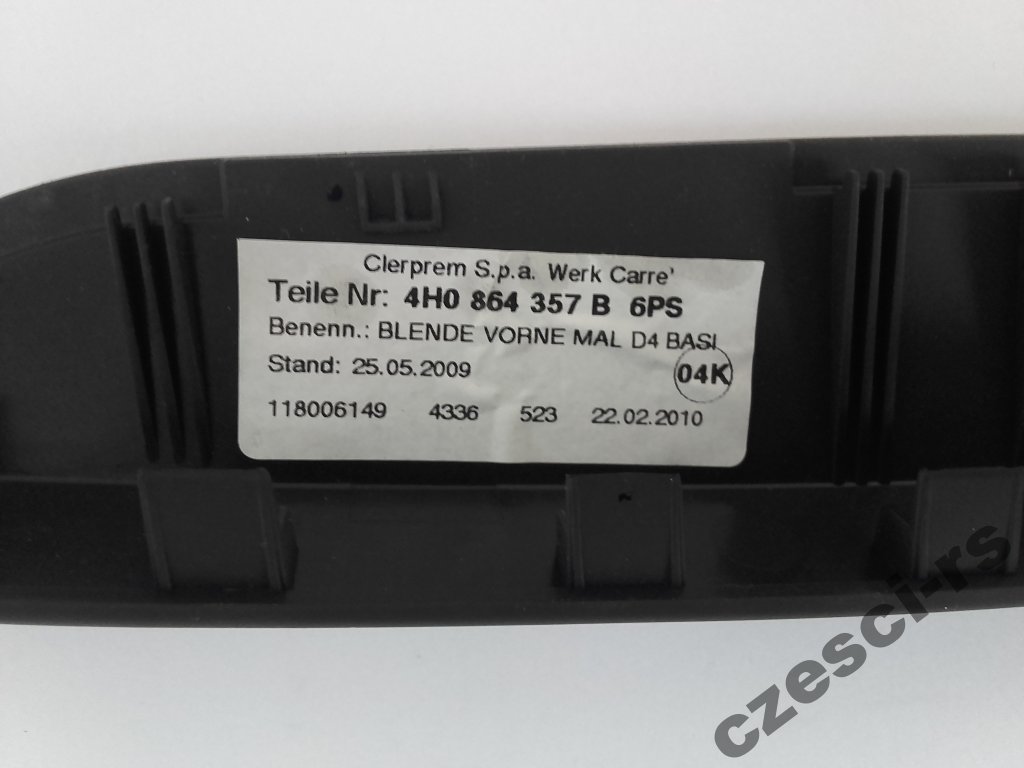 Clerprem S.p.a. Werk Carre'
Teile Nr: 4H0 864 357 B 6PS
Benenn.: BLENDE VORNE MAL D4 BASI
Stand: 25.05.2009
04K
118006149 4336 523 22.02.2010
czesci-rs